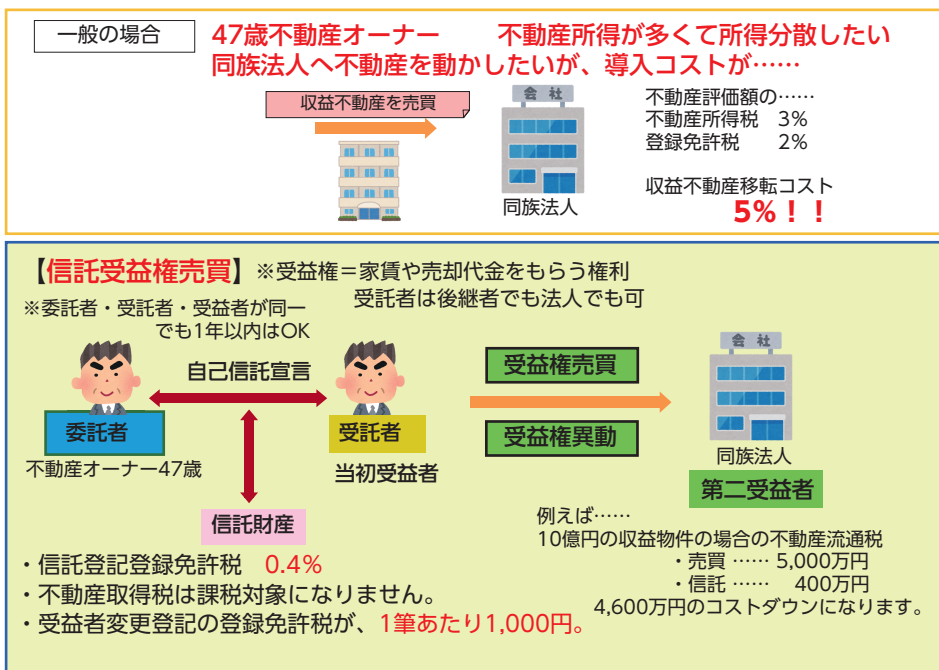 一般の場合
47歳不動産オーナー　　不動産所得が多くて所得分散したい
同族法人へ不動産を動かしたいが、導入コストが……
収益不動産を売買
会 社
同族法人
不動産評価額の……
不動産所得税　3%
登録免許税　　2%
収益不動産移転コスト
5%！！
【信託受益権売買】※受益権＝家賃や売却代金をもらう権利
受託者は後継者でも法人でも可
※委託者・受託者・受益者が同一
でも1年以内はOK
自己信託宣言
委託者
不動産オーナー47歳
受託者
当初受益者
信託財産
受益権売買
受益権異動
会 社
同族法人
第二受益者
例えば……
10億円の収益物件の場合の不動産流通税
・売買 …… 5,000万円
・信託 ……　400万円
4,600万円のコストダウンになります。
・信託登記登録免許税　0.4%
・不動産取得税は課税対象になりません。
・受益者変更登記の登録免許税が、1筆あたり1,000円。